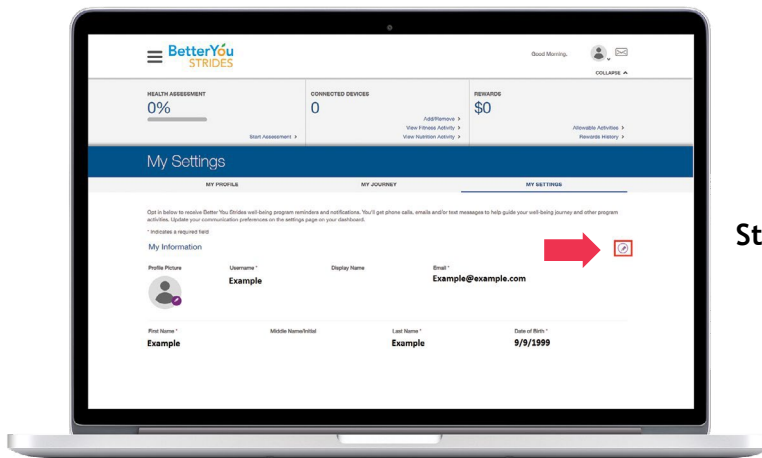 BetterYou
STRIDES
Good Morning.
COLLAPSE
HEALTH ASSESSMENT
0%
Start Assessment >
CONNECTED DEVICES
0
Add/Remove >
View Fitness Activity >
View Nutrition Activity >
REWARDS
$0
Allowable Activities >
Rewards History >
My Settings
MY PROFILE MY JOURNEY MY SETTINGS
Opt in below to receive Better You Strides well-being program reminders and notifications. You'll get phone calls, emails and/or text messages to help guide your well-being journey and other program
activities. Update your communication preferences on the settings page on your dashboard.
* Indicates a required field
My Information
Profile Picture Username * Display Name Email *
Example Example@example.com
First Name * Middle Name/Initial Last Name * Date of Birth *
Example Example 9/9/1999
St